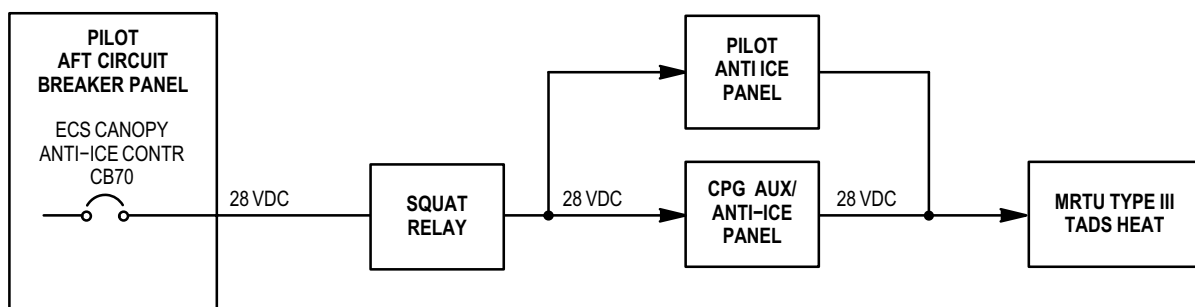 PILOT
AFT CIRCUIT
BREAKER PANEL
ECS CANOPY
ANTI−ICE CONTR
CB70
28 VDC
SQUAT
RELAY
28 VDC
PILOT
ANTI ICE
PANEL
CPG AUX/
ANTI−ICE
PANEL
28 VDC
MRTU TYPE III
TADS HEAT